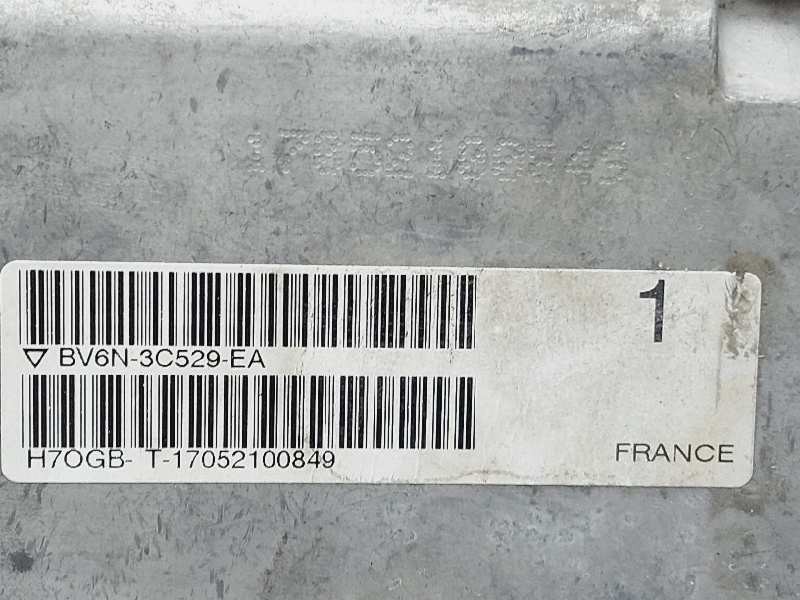 ▽ BV6N-3C529-EA
1
H7OGB- T-17052100849
FRANCE